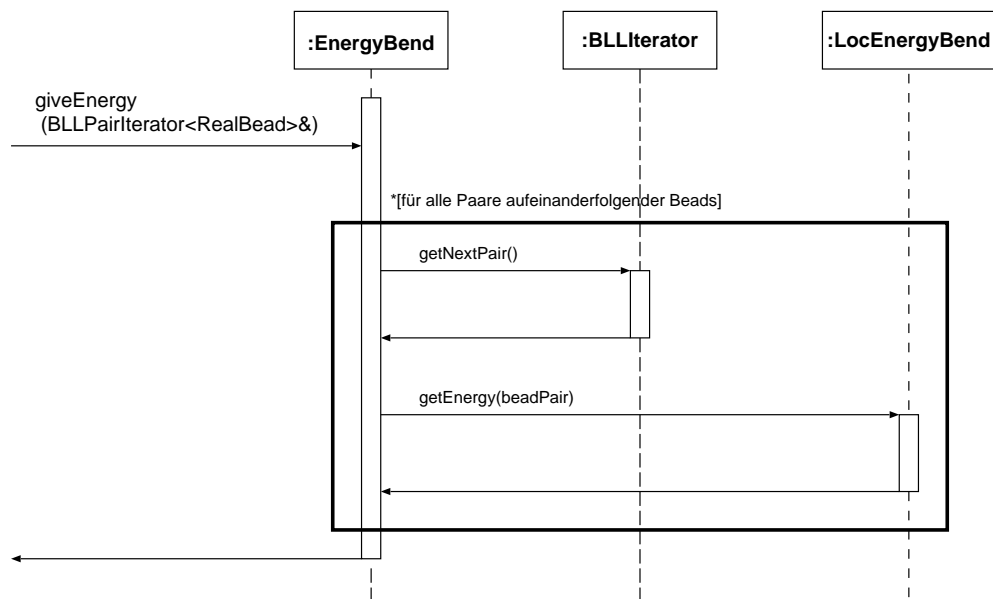 :EnergyBend
:BLLIterator
:LocEnergyBend
giveEnergy
(BLLPairIterator<RealBead>&)
*[für alle Paare aufeinanderfolgender Beads]
getNextPair()
getEnergy(beadPair)